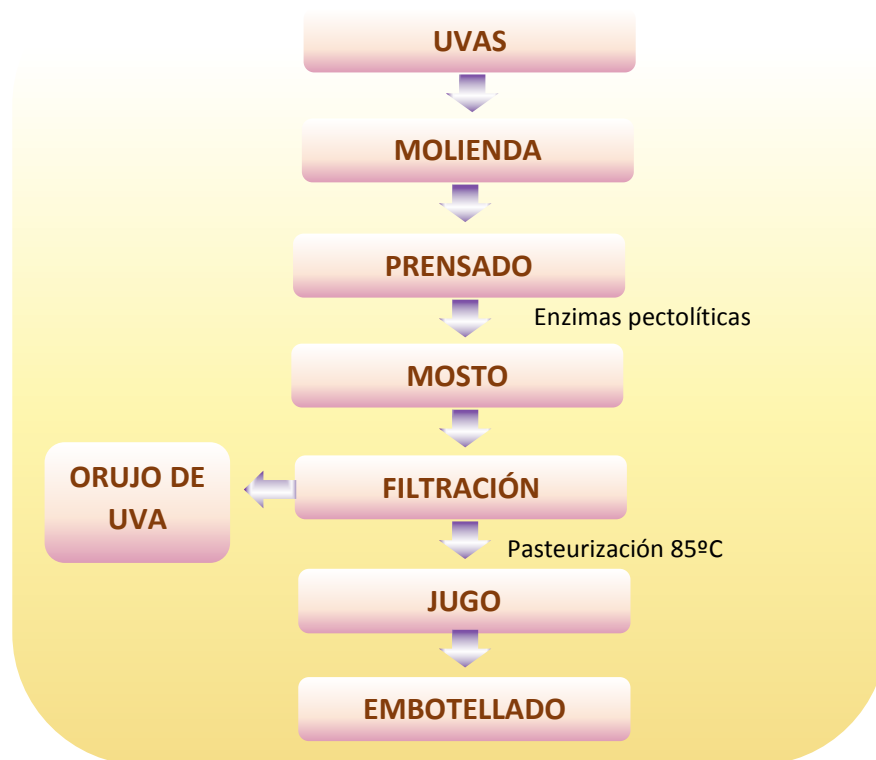 UVAS
MOLIENDA
PRENSADO
Enzimas pectolíticas
MOSTO
ORUJO DE
UVA
FILTRACIÓN
Pasteurización 85ºC
JUGO
EMBOTELLADO